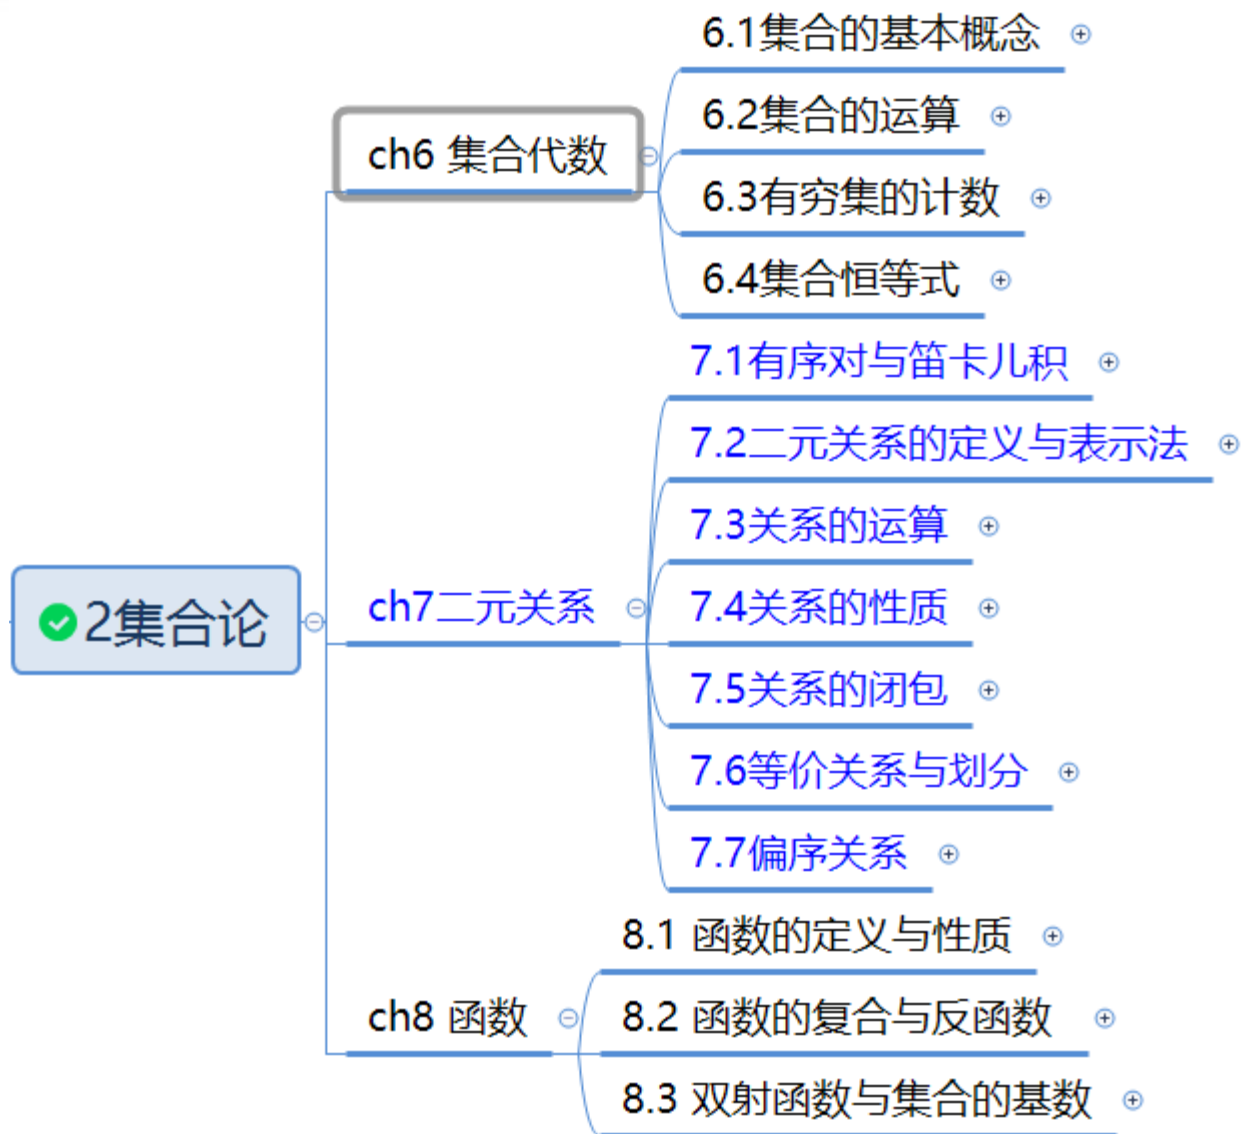 2集合论
ch6 集合代数
6.1集合的基本概念
6.2集合的运算
6.3有穷集的计数
6.4集合恒等式
ch7二元关系
7.1有序对与笛卡儿积
7.2二元关系的定义与表示法
7.3关系的运算
7.4关系的性质
7.5关系的闭包
7.6等价关系与划分
7.7偏序关系
ch8 函数
8.1 函数的定义与性质
8.2 函数的复合与反函数
8.3 双射函数与集合的基数